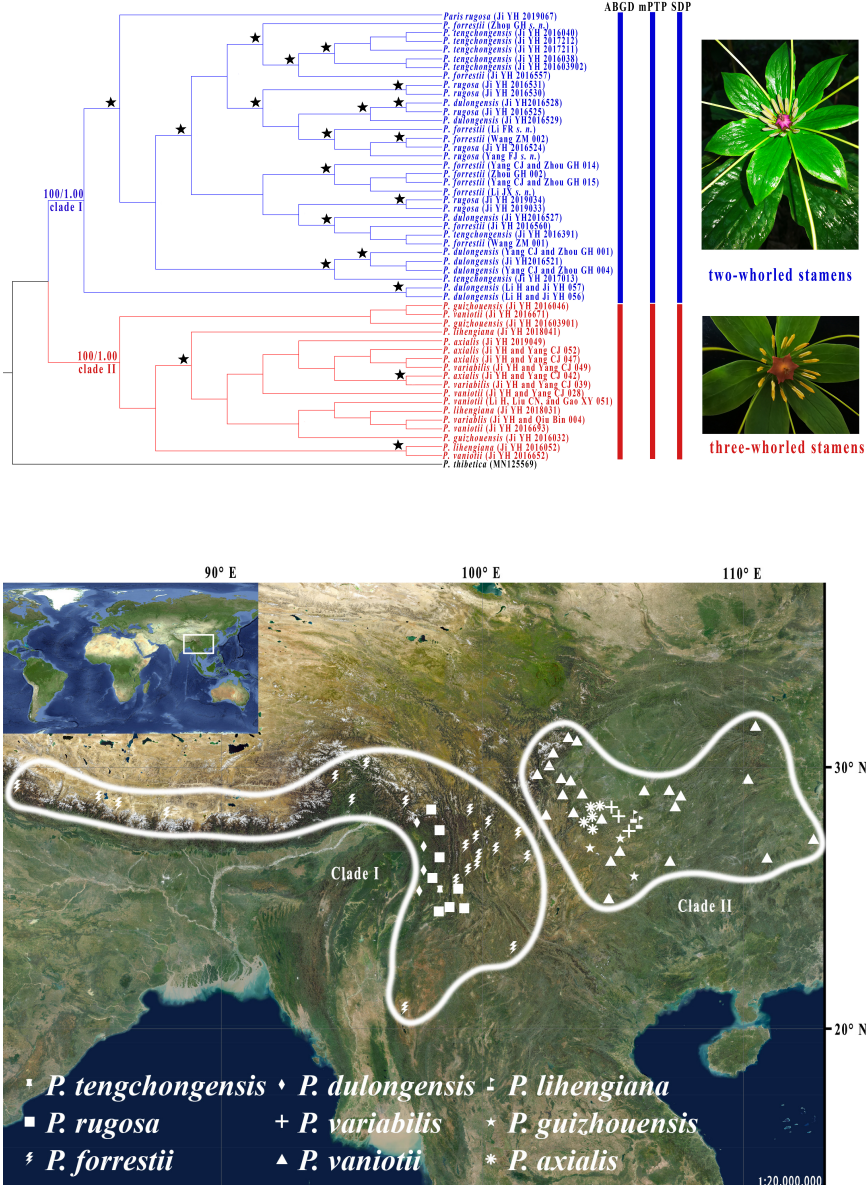 ABGD mPTP SDP
Paris rugosa (Ji YH 2019067)
P. forrestii (Zhou GH s. n.)
P. tengchongensis (Ji YH 2016040)
P. tengchongensis (Ji YH 2017212)
P. tengchongensis (Ji YH 2017211)
P. tengchongensis (Ji YH 2016038)
P. tengchongensis (Ji YH 201603902)
P. forrestii (Ji YH 2016557)
P. rugosa (Ji YH 2016531)
P. rugosa (Ji YH 2016530)
P. dulongensis (Ji YH2016528)
P. rugosa (Ji YH 2016525)
P. dulongensis (Ji YH2016529)
P. forrestii (Li FR s. n.)
P. forrestii (Wang ZM 002)
P. rugosa (Ji YH 2016524)
P. rugosa (Yang FJ s. n.)
P. forrestii (Yang CJ and Zhou GH 014)
P. forrestii (Zhou GH 002)
P. forrestii (Yang CJ and Zhou GH 015)
P. forrestii (Li JX s. n.)
P. rugosa (Ji YH 2019034)
P. rugosa (Ji YH 2019033)
P. dulongensis (Ji YH2016527)
P. forrestii (Ji YH 2016560)
P. tengchongensis (Ji YH 2016391)
P. forrestii (Wang ZM 001)
P. dulongensis (Yang CJ and Zhou GH 001)
P. dulongensis (Ji YH2016521)
P. dulongensis (Yang CJ and Zhou GH 004)
P. tengchongensis (Ji YH 2017013)
P. dulongensis (Li H and Ji YH 057)
P. dulongensis (Li H and Ji YH 056)
P. guizhouensis (Ji YH 2016046)
P. vaniotii (Ji YH 2016671)
P. guizhouensis (Ji YH 201603901)
P. lihengiana (Ji YH 2018041)
P. axialis (Ji YH 2019049)
P. axialis (Ji YH and Yang CJ 052)
P. axialis (Ji YH and Yang CJ 047)
P. variabilis (Ji YH and Yang CJ 049)
P. axialis (Ji YH and Yang CJ 042)
P. variabilis (Ji YH and Yang CJ 039)
P. vaniotii (Ji YH and Yang CJ 028)
P. vaniotii (Li H, Liu CN, and Gao XY 051)
P. lihengiana (Ji YH 2018031)
P. variablis (Ji YH and Qiu Bin 004)
P. vaniotii (Ji YH 2016693)
P. guizhouensis (Ji YH 2016032)
P. lihengiana (Ji YH 2016052)
P. vaniotii (Ji YH 2016652)
P. thibetica (MN125569)
100/1.00
clade I
100/1.00
clade II
two-whorled stamens
three-whorled stamens
90° E 100° E 110° E
30° N
20° N
Clade I
Clade II
P. tengchongensis P. dulongensis P. lihengiana
P. rugosa P. variabilis P. guizhouensis
P. forrestii P. vaniotii P. axialis
1:20,000,000